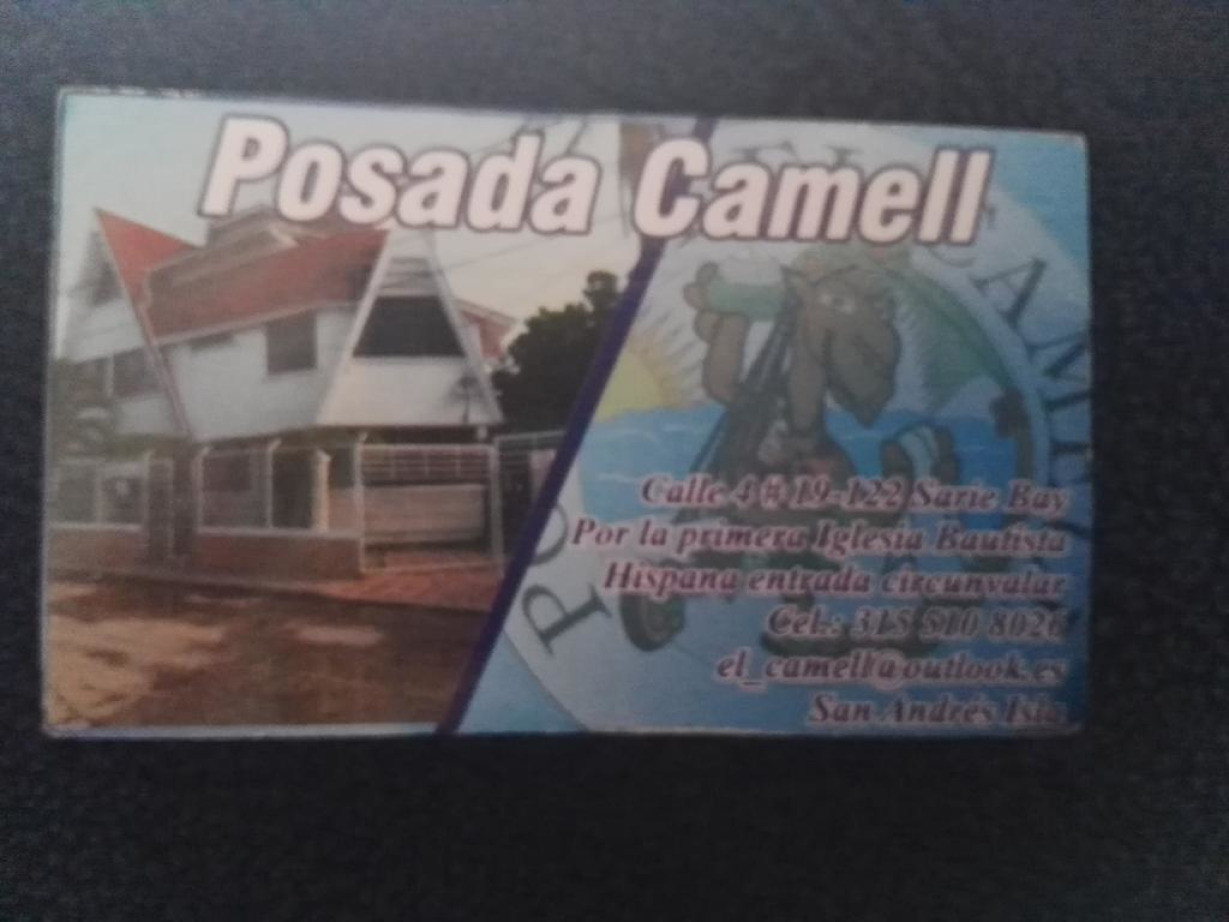 Posada Camell
Calle 4 # 19-122 Sarie Bay
Por la primera Iglesia Bautista
Hispana entrada circunvalar
Cel.: 315 510 8026
el_camell@outlook.es
San Andrés Isla